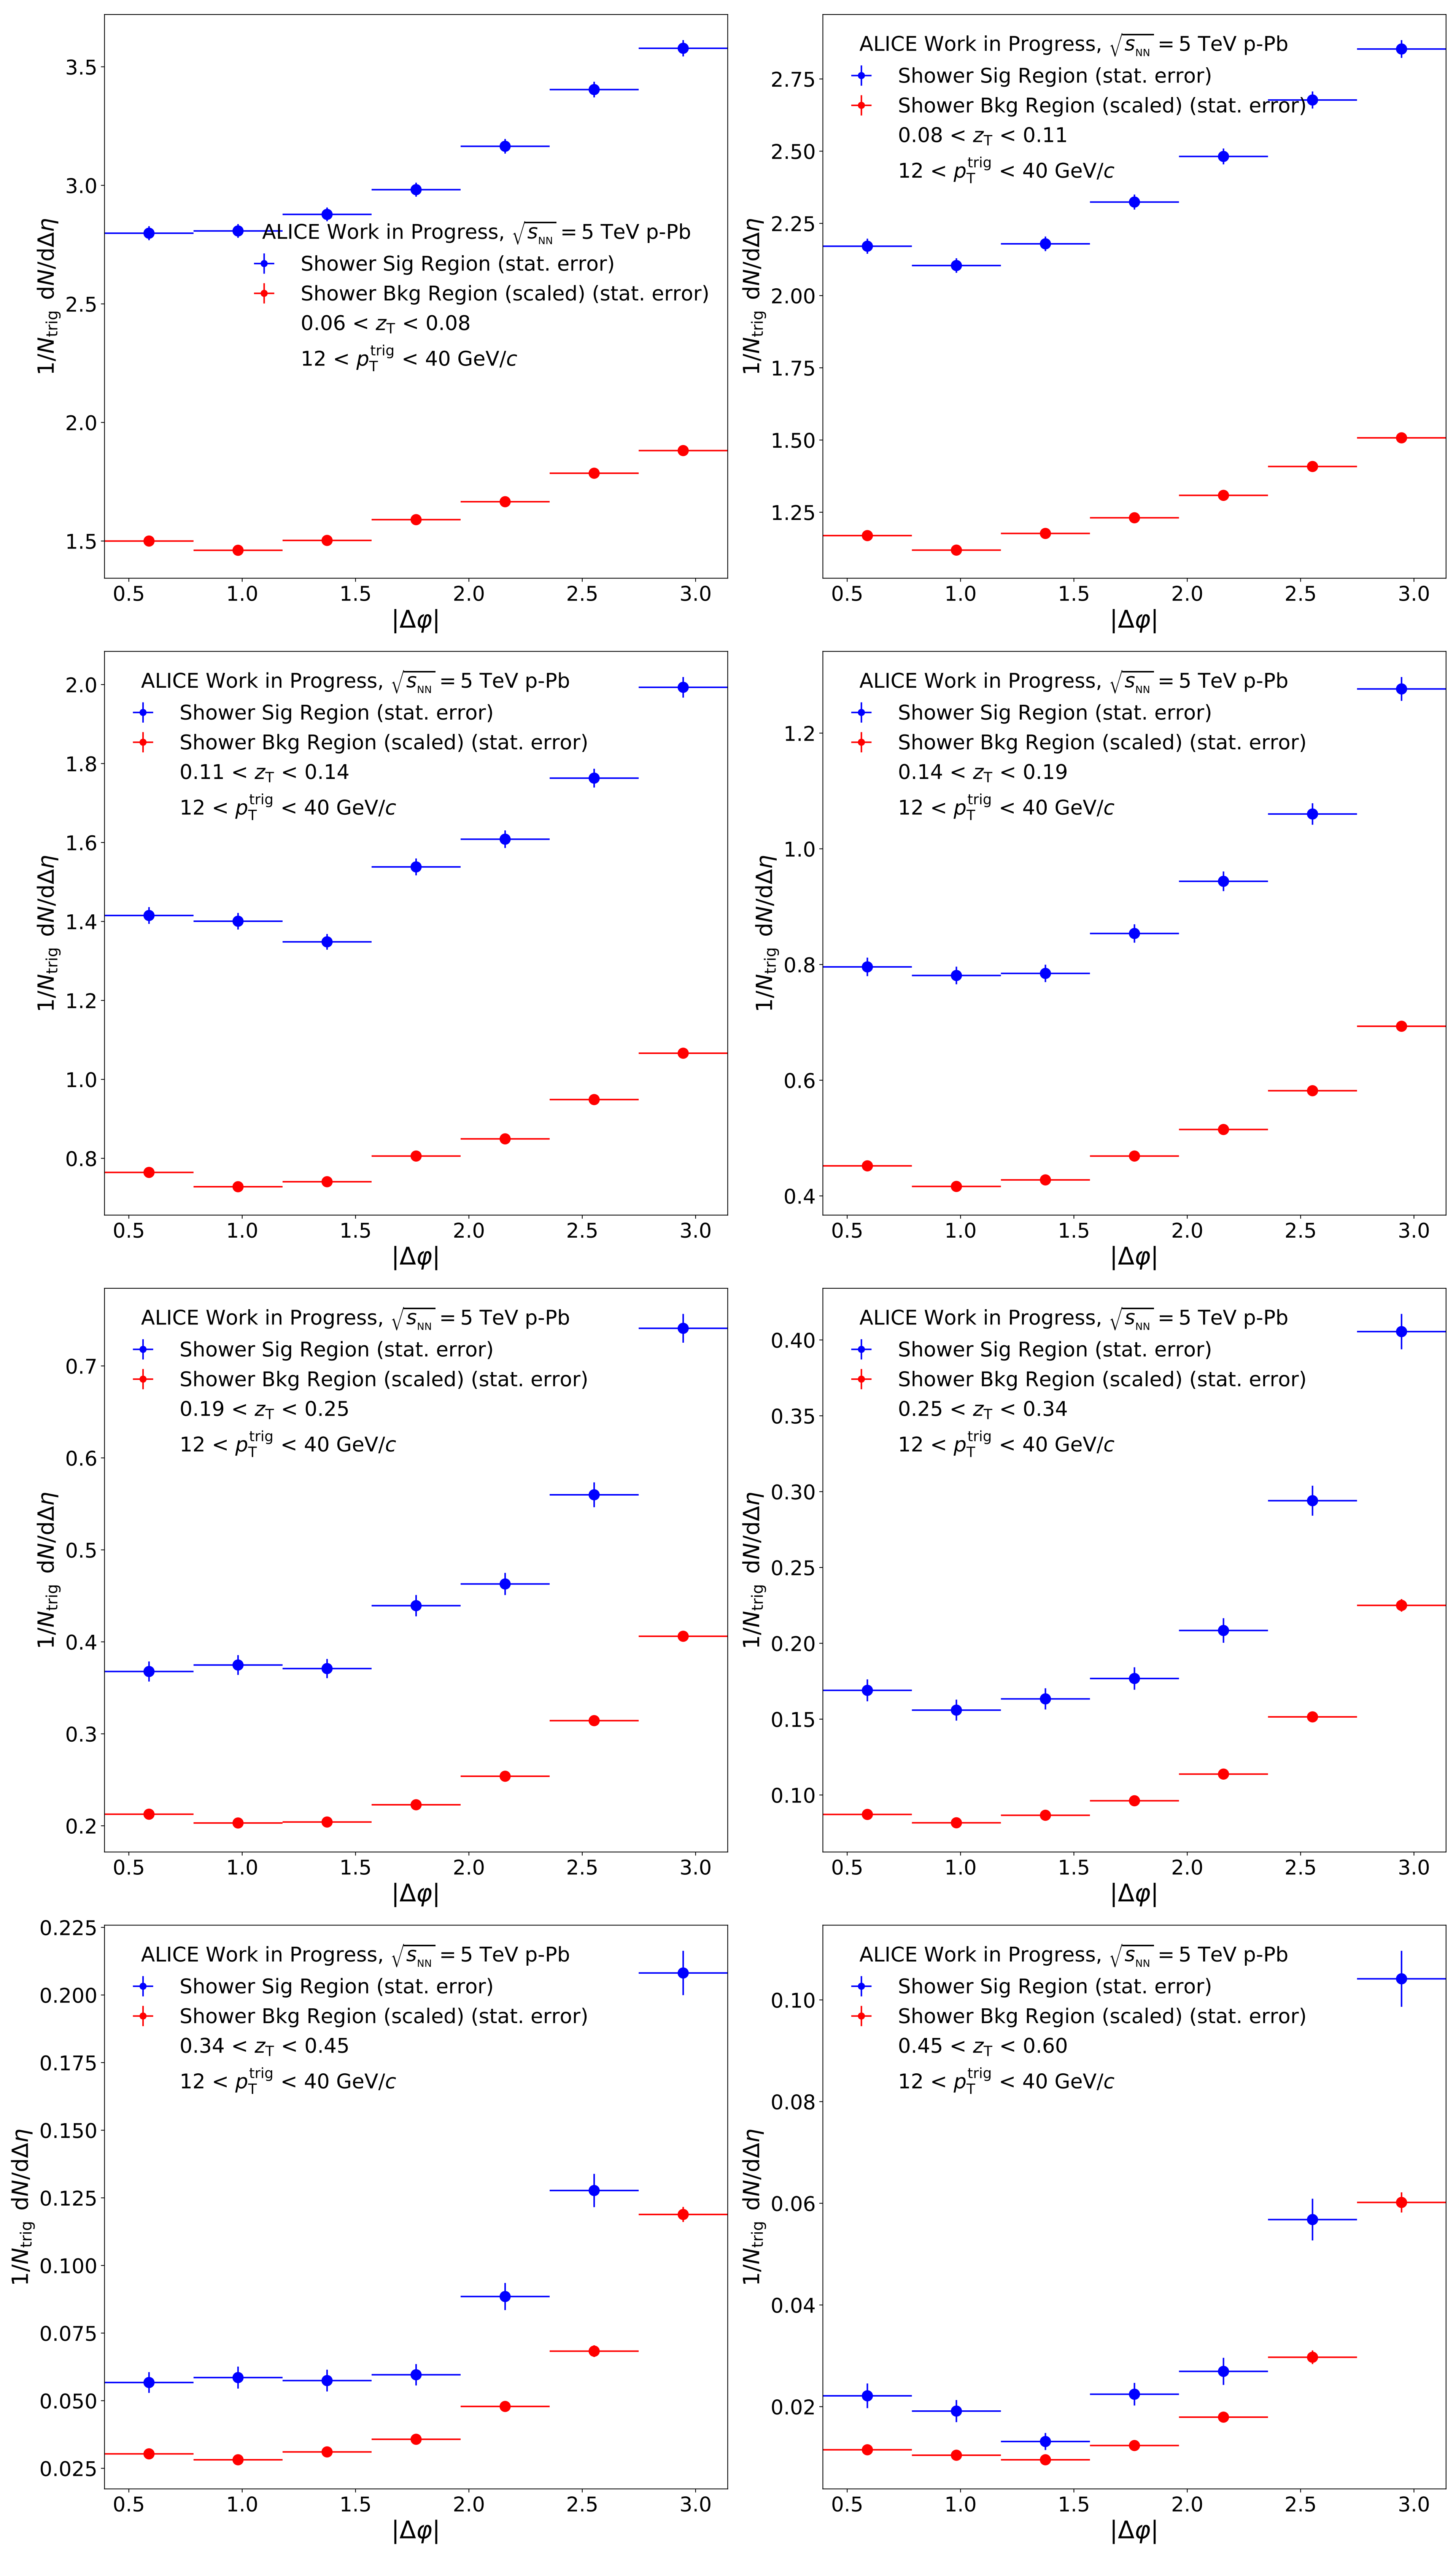 3.5
3.0
2.5
2.0
1.5
1/N_trig dN/dΔη
ALICE Work in Progress, √s_NN = 5 TeV p-Pb
Shower Sig Region (stat. error)
Shower Bkg Region (scaled) (stat. error)
0.06 < z_T < 0.08
12 < p_T^trig < 40 GeV/c
0.5 1.0 1.5 2.0 2.5 3.0
|Δφ|
2.75
2.50
2.25
2.00
1.75
1.50
1.25
1/N_trig dN/dΔη
ALICE Work in Progress, √s_NN = 5 TeV p-Pb
Shower Sig Region (stat. error)
Shower Bkg Region (scaled) (stat. error)
0.08 < z_T < 0.11
12 < p_T^trig < 40 GeV/c
0.5 1.0 1.5 2.0 2.5 3.0
|Δφ|
2.0
1.8
1.6
1.4
1.2
1.0
0.8
1/N_trig dN/dΔη
ALICE Work in Progress, √s_NN = 5 TeV p-Pb
Shower Sig Region (stat. error)
Shower Bkg Region (scaled) (stat. error)
0.11 < z_T < 0.14
12 < p_T^trig < 40 GeV/c
0.5 1.0 1.5 2.0 2.5 3.0
|Δφ|
1.2
1.0
0.8
0.6
0.4
1/N_trig dN/dΔη
ALICE Work in Progress, √s_NN = 5 TeV p-Pb
Shower Sig Region (stat. error)
Shower Bkg Region (scaled) (stat. error)
0.14 < z_T < 0.19
12 < p_T^trig < 40 GeV/c
0.5 1.0 1.5 2.0 2.5 3.0
|Δφ|
0.7
0.6
0.5
0.4
0.3
0.2
1/N_trig dN/dΔη
ALICE Work in Progress, √s_NN = 5 TeV p-Pb
Shower Sig Region (stat. error)
Shower Bkg Region (scaled) (stat. error)
0.19 < z_T < 0.25
12 < p_T^trig < 40 GeV/c
0.5 1.0 1.5 2.0 2.5 3.0
|Δφ|
0.40
0.35
0.30
0.25
0.20
0.15
0.10
1/N_trig dN/dΔη
ALICE Work in Progress, √s_NN = 5 TeV p-Pb
Shower Sig Region (stat. error)
Shower Bkg Region (scaled) (stat. error)
0.25 < z_T < 0.34
12 < p_T^trig < 40 GeV/c
0.5 1.0 1.5 2.0 2.5 3.0
|Δφ|
0.225
0.200
0.175
0.150
0.125
0.100
0.075
0.050
0.025
1/N_trig dN/dΔη
ALICE Work in Progress, √s_NN = 5 TeV p-Pb
Shower Sig Region (stat. error)
Shower Bkg Region (scaled) (stat. error)
0.34 < z_T < 0.45
12 < p_T^trig < 40 GeV/c
0.5 1.0 1.5 2.0 2.5 3.0
|Δφ|
0.10
0.08
0.06
0.04
0.02
1/N_trig dN/dΔη
ALICE Work in Progress, √s_NN = 5 TeV p-Pb
Shower Sig Region (stat. error)
Shower Bkg Region (scaled) (stat. error)
0.45 < z_T < 0.60
12 < p_T^trig < 40 GeV/c
0.5 1.0 1.5 2.0 2.5 3.0
|Δφ|